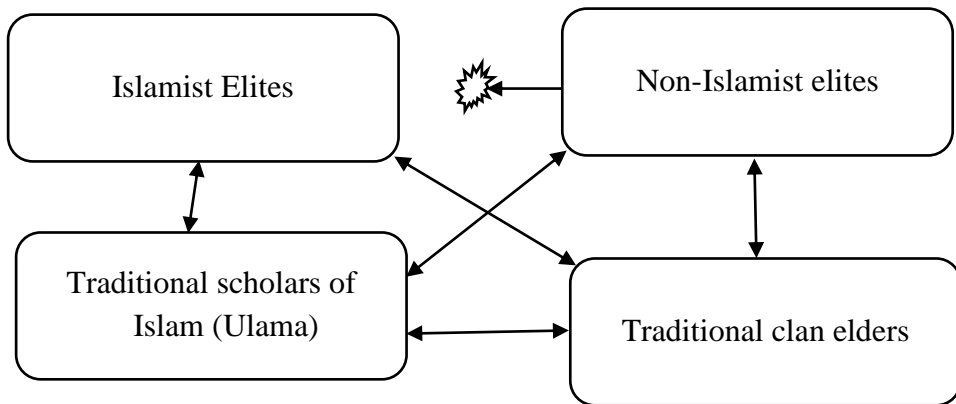 Islamist Elites
Non-Islamist elites
Traditional scholars of
Islam (Ulama)
Traditional clan elders